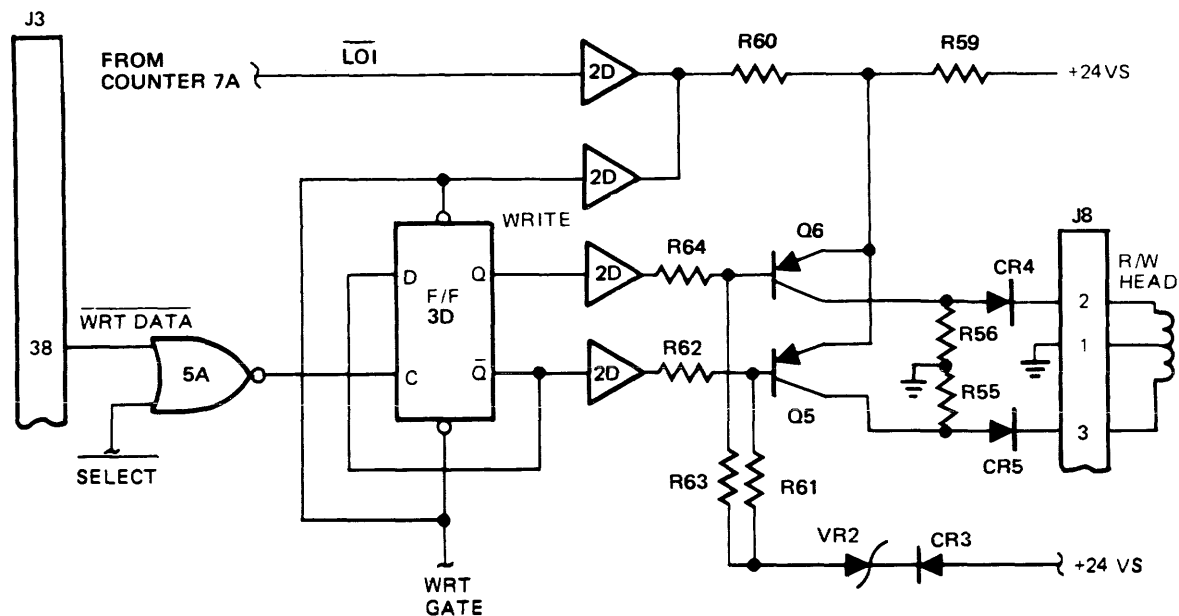 J3
FROM
COUNTER 7A
LOI
2D
R60
R59
+24 VS
2D
WRITE
Q6
J8
R64
2D
CR4
R/W
HEAD
D
Q
F/F
3D
2
WRT DATA
R56
38
R62
1
5A
C
Q
2D
R55
Q5
3
SELECT
CR5
R63
R61
VR2
CR3
+24 VS
WRT
GATE